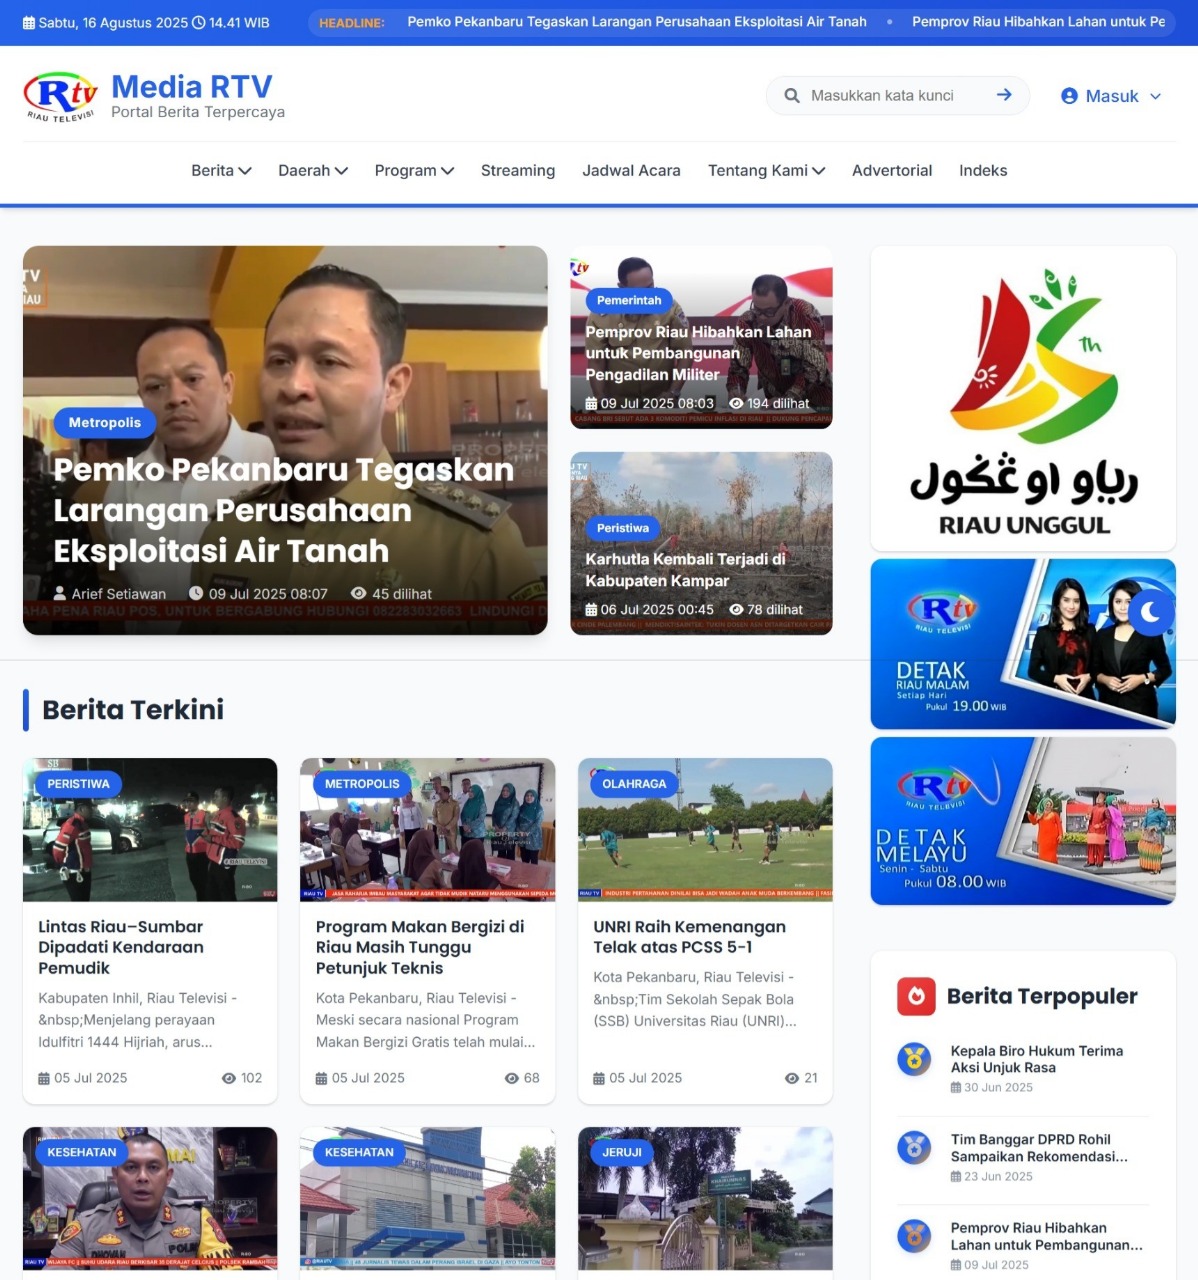 Sabtu, 16 Agustus 2025 14.41 WIB
HEADLINE: Pemko Pekanbaru Tegaskan Larangan Perusahaan Eksploitasi Air Tanah • Pemprov Riau Hibahkan Lahan untuk Pe
Rtv
RIAU TELEVISI
Media RTV
Portal Berita Terpercaya
Masukkan kata kunci
Masuk
Berita Daerah Program Streaming Jadwal Acara Tentang Kami Advertorial Indeks
Metropolis
Pemko Pekanbaru Tegaskan
Larangan Perusahaan
Eksploitasi Air Tanah
Arif Setiawan 09 Jul 2025 08:07 45 dilihat
AHA PENA RIAU POS, UNTUK BERGABUNG HUBUNGI 082283032663 LINDUNGI D
Pemerintah
Pemprov Riau Hibahkan Lahan
untuk Pembangunan
Pengadilan Militer
09 Jul 2025 08:03 194 dilihat
Peristiwa
Karhutla Kembali Terjadi di
Kabupaten Kampar
06 Jul 2025 00:45 78 dilihat
th
رياو اوڠݢول
RIAU UNGGUL
Rtv
RIAU TELEVISI
DETAK
RIAU MALAM
Setiap Hari
Pukul 19.00 WIB
Rtv
RIAU TELEVISI
DETAK
MELAYU
Senin - Sabtu
Pukul 08.00 WIB
Berita Terkini
PERISTIWA
Lintas Riau–Sumbar
Dipadati Kendaraan
Pemudik
Kabupaten Inhil, Riau Televisi -
&nbsp;Menjelang perayaan
Idulfitri 1444 Hijriah, arus...
05 Jul 2025 102
METROPOLIS
Program Makan Bergizi di
Riau Masih Tunggu
Petunjuk Teknis
Kota Pekanbaru, Riau Televisi -
Meski secara nasional Program
Makan Bergizi Gratis telah mulai...
05 Jul 2025 68
OLAHRAGA
UNRI Raih Kemenangan
Telak atas PCSS 5-1
Kota Pekanbaru, Riau Televisi -
&nbsp;Tim Sekolah Sepak Bola
(SSB) Universitas Riau (UNRI)...
05 Jul 2025 21
KESEHATAN
KESEHATAN
JERUJI
Berita Terpopuler
Kepala Biro Hukum Terima
Aksi Unjuk Rasa
30 Jun 2025
Tim Banggar DPRD Rohil
Sampaikan Rekomendasi...
23 Jun 2025
Pemprov Riau Hibahkan
Lahan untuk Pembangunan...
09 Jul 2025